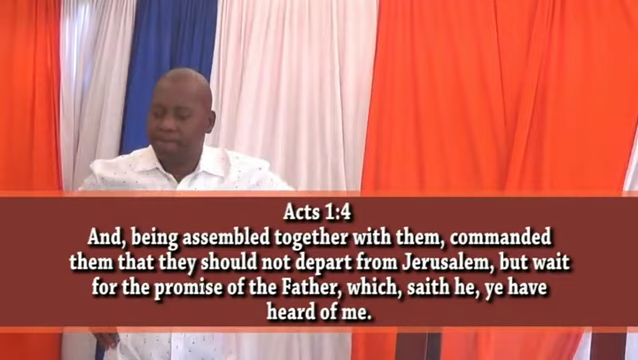 Acts 1:4
And, being assembled together with them, commanded
them that they should not depart from Jerusalem, but wait
for the promise of the Father, which, saith he, ye have
heard of me.